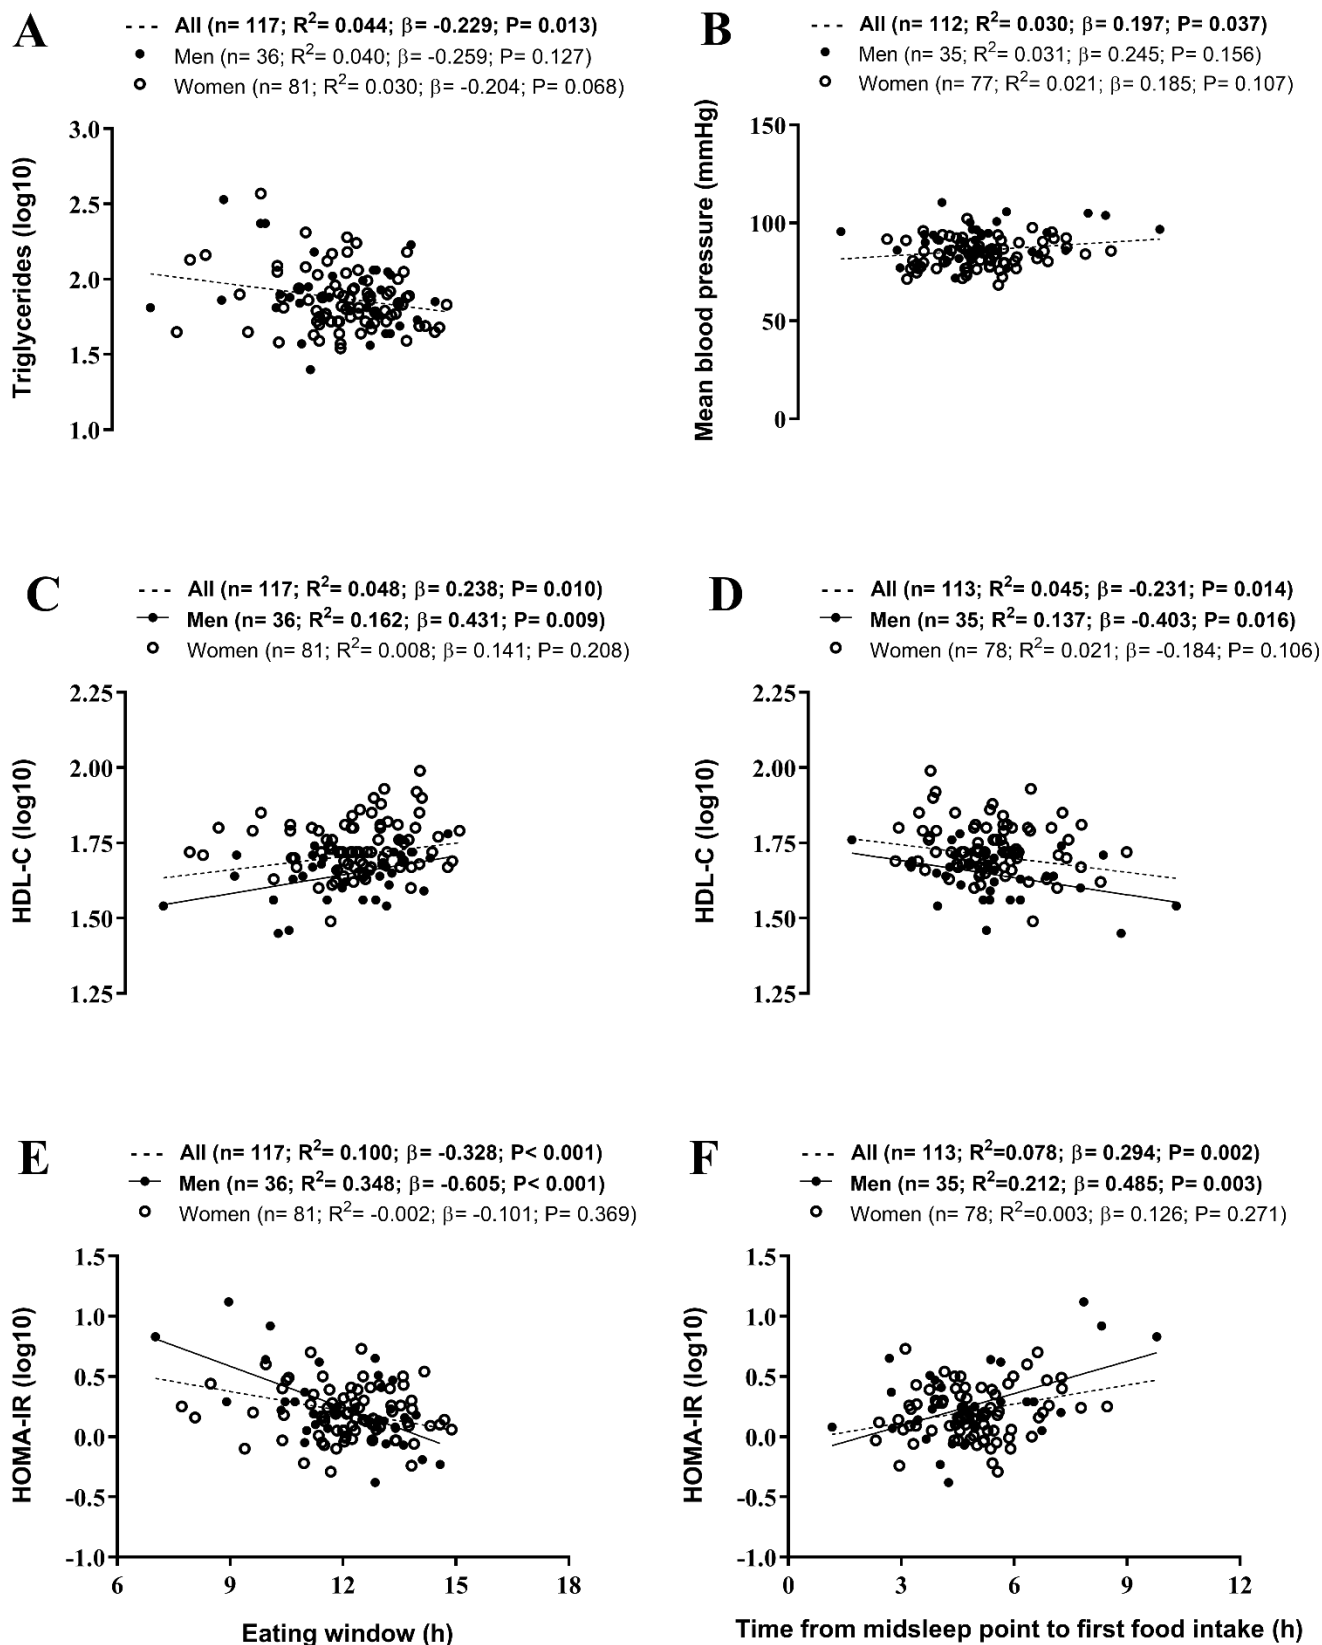 A
All (n= 117; R2= 0.044; β= -0.229; P= 0.013)
Men (n= 36; R2= 0.040; β= -0.259; P= 0.127)
Women (n= 81; R2= 0.030; β= -0.204; P= 0.068)
3.0
2.5
2.0
1.5
1.0
Triglycerides (log10)
B
All (n= 112; R2= 0.030; β= 0.197; P= 0.037)
Men (n= 35; R2= 0.031; β= 0.245; P= 0.156)
Women (n= 77; R2= 0.021; β= 0.185; P= 0.107)
150
100
50
0
Mean blood pressure (mmHg)
C
All (n= 117; R2= 0.048; β= 0.238; P= 0.010)
Men (n= 36; R2= 0.162; β= 0.431; P= 0.009)
Women (n= 81; R2= 0.008; β= 0.141; P= 0.208)
2.25
2.00
1.75
1.50
1.25
HDL-C (log10)
D
All (n= 113; R2= 0.045; β= -0.231; P= 0.014)
Men (n= 35; R2= 0.137; β= -0.403; P= 0.016)
Women (n= 78; R2= 0.021; β= -0.184; P= 0.106)
2.25
2.00
1.75
1.50
1.25
HDL-C (log10)
E
All (n= 117; R2= 0.100; β= -0.328; P< 0.001)
Men (n= 36; R2= 0.348; β= -0.605; P< 0.001)
Women (n= 81; R2= -0.002; β= -0.101; P= 0.369)
1.5
1.0
0.5
0.0
-0.5
-1.0
HOMA-IR (log10)
6 9 12 15 18
Eating window (h)
F
All (n= 113; R2=0.078; β= 0.294; P= 0.002)
Men (n= 35; R2=0.212; β= 0.485; P= 0.003)
Women (n= 78; R2=0.003; β= 0.126; P= 0.271)
1.5
1.0
0.5
0.0
-0.5
-1.0
HOMA-IR (log10)
0 3 6 9 12
Time from midsleep point to first food intake (h)